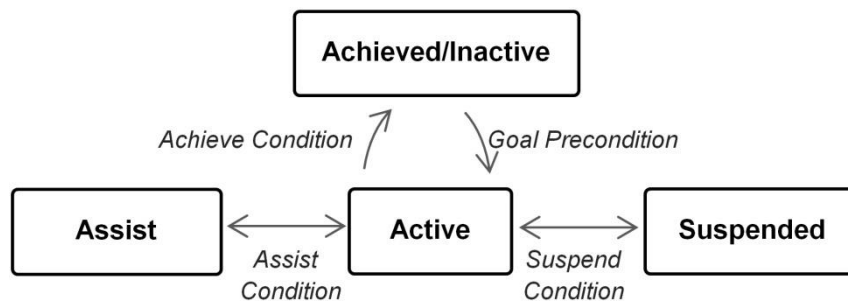 Achieved/Inactive
Achieve Condition
Goal Precondition
Assist
Active
Suspended
Assist
Condition
Suspend
Condition